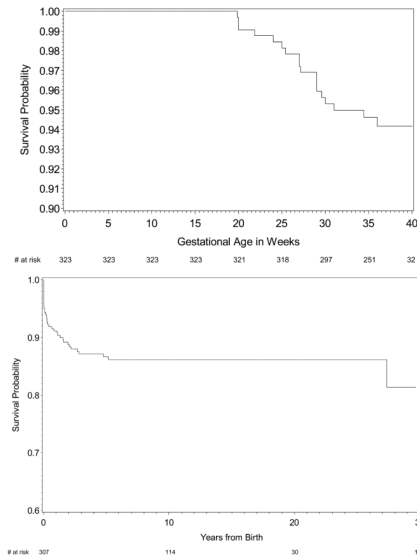 1.00
0.99
0.98
0.97
0.96
0.95
0.94
0.93
0.92
0.91
0.90
Survival Probability
0 5 10 15 20 25 30 35 40
Gestational Age in Weeks
# at risk 323 323 323 323 321 318 297 251 32
1.0
0.9
0.8
0.7
0.6
Survival Probability
0 10 20
Years from Birth
# at risk 307 114 30